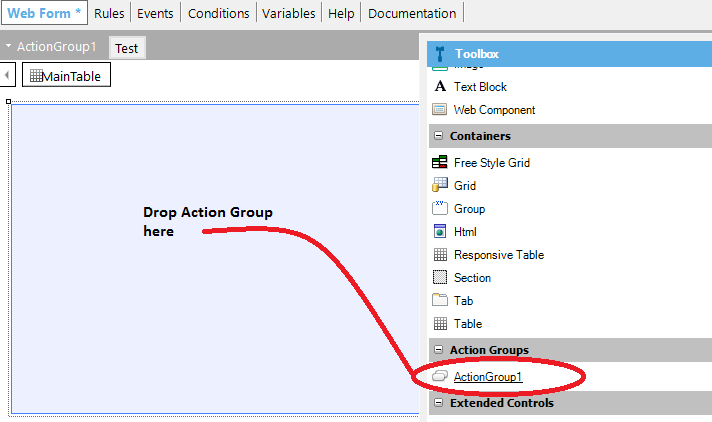 Web Form * Rules Events Conditions Variables Help Documentation
ActionGroup1 Test
MainTable
Drop Action Group
here
Toolbox
Text Block
Web Component
Containers
Free Style Grid
Grid
Group
Html
Responsive Table
Section
Tab
Table
Action Groups
ActionGroup1
Extended Controls